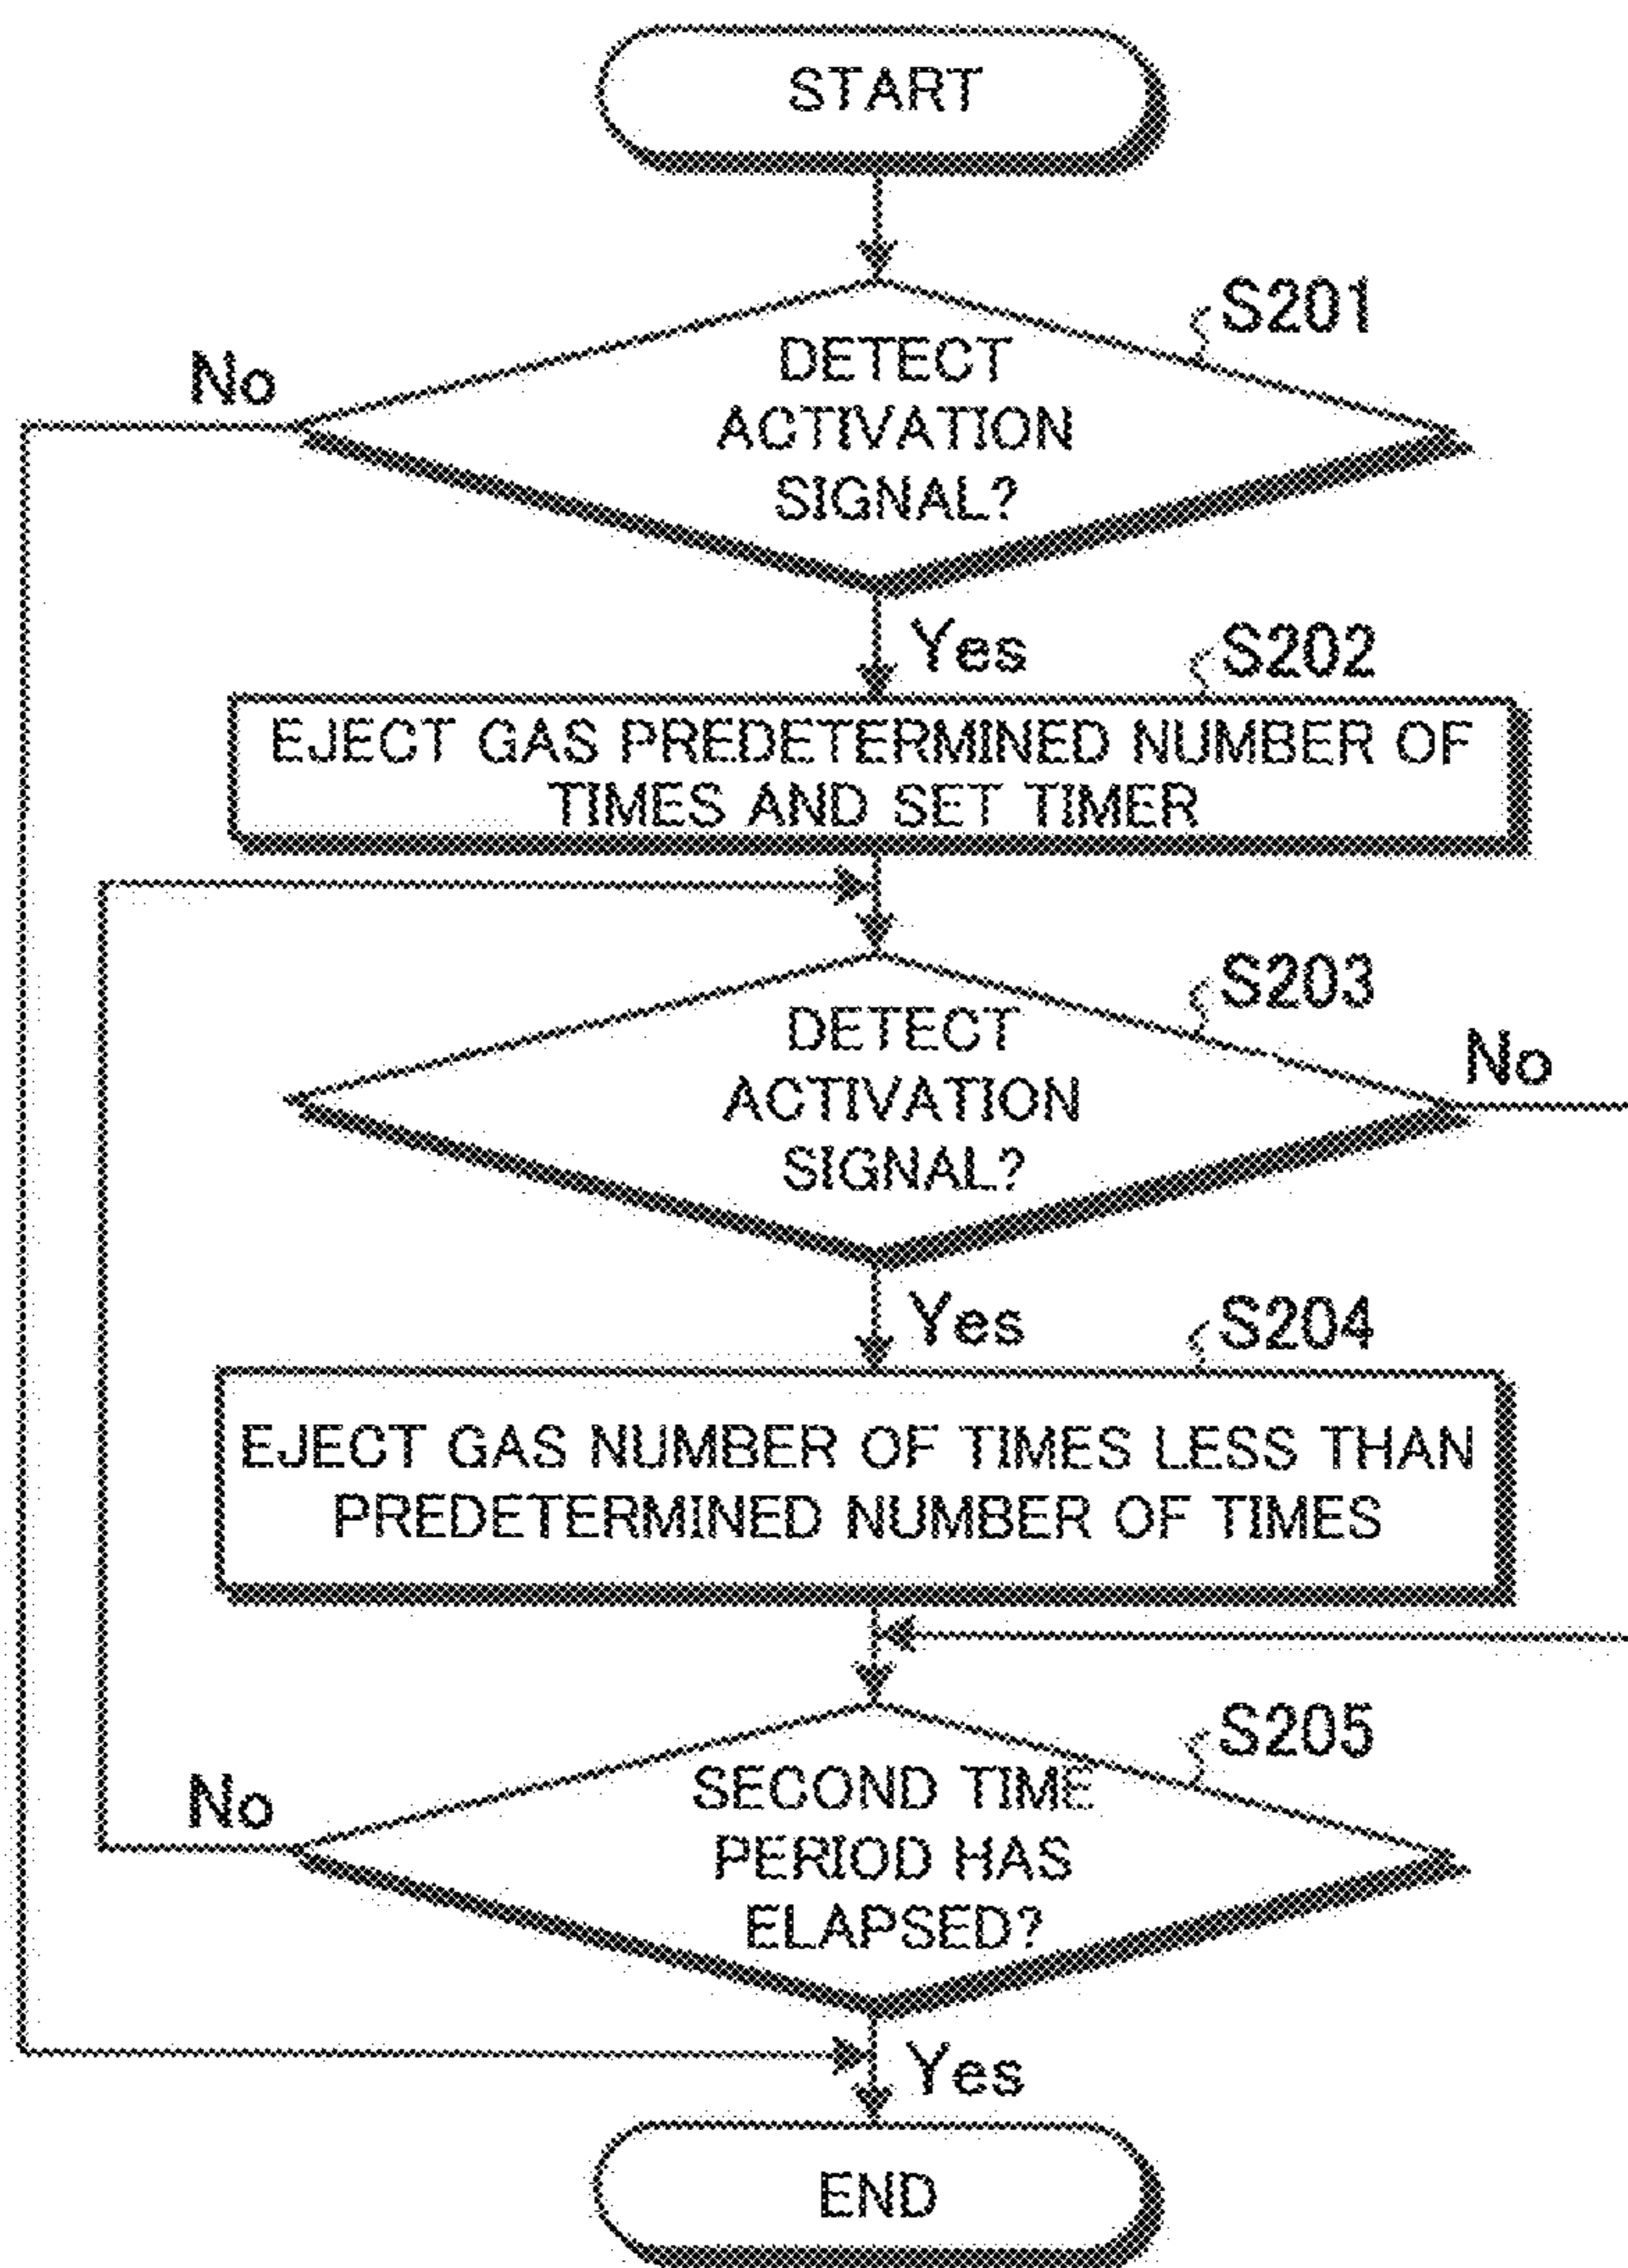 START
S201
DETECT
ACTIVATION
SIGNAL?
No
Yes
S202
EJECT GAS PREDETERMINED NUMBER OF
TIMES AND SET TIMER
S203
DETECT
ACTIVATION
SIGNAL?
No
Yes
S204
EJECT GAS NUMBER OF TIMES LESS THAN
PREDETERMINED NUMBER OF TIMES
S205
SECOND TIME
PERIOD HAS
ELAPSED?
No
Yes
END